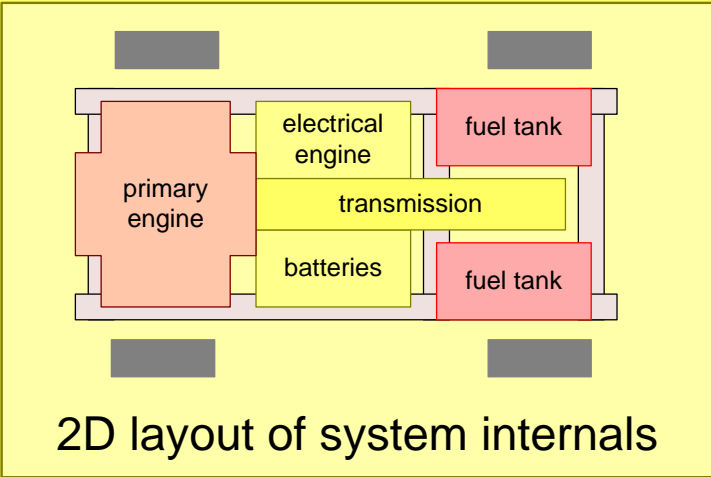 electrical
engine
fuel tank
primary
engine
transmission
batteries
fuel tank
2D layout of system internals